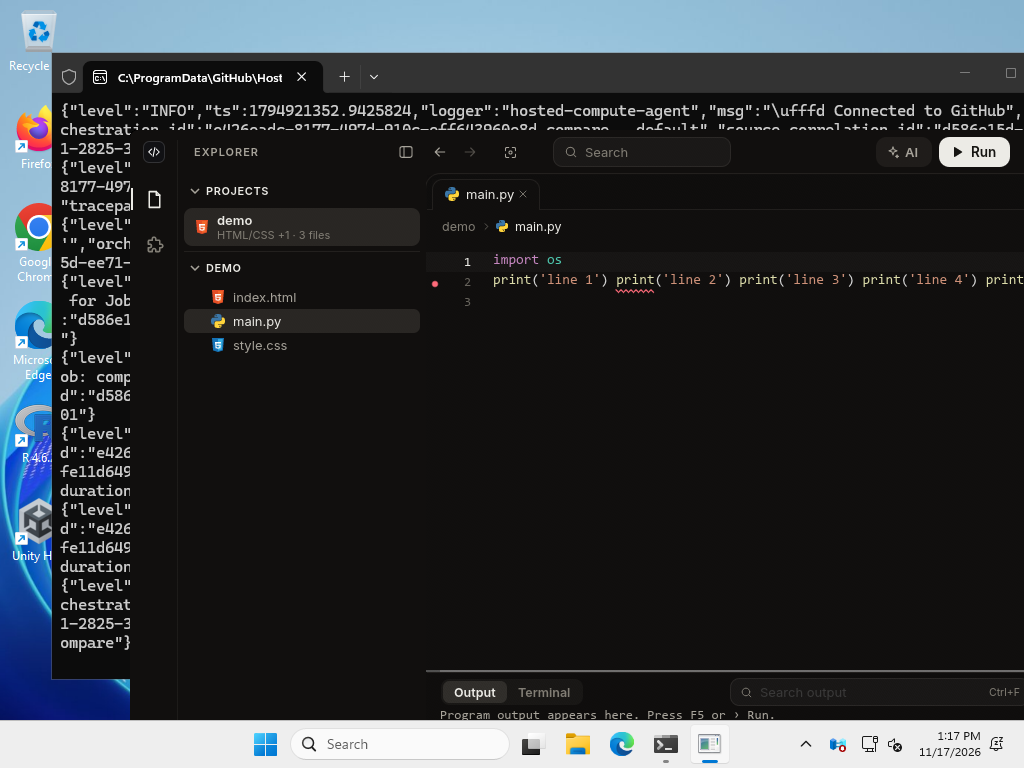 Recycle
Firefo
Google
Chrom
Microso
Edge
R 4.6.
Unity H
C:\ProgramData\GitHub\Host
{"level":"INFO","ts":1794921352.9425824,"logger":"hosted-compute-agent","msg":"\ufffd Connected to GitHub",
1-2825-3
{"level"
8177-497
"tracepa
{"level"
'","orch
5d-ee71-
{"level"
for Job
:"d586e1
"}
{"level"
ob: comp
d":"d586
01"}
{"level"
d":"e426
fe11d649
duration
{"level"
d":"e426
fe11d649
duration
{"level"
chestrat
1-2825-3
ompare"}
EXPLORER
Search
AI
Run
PROJECTS
demo
HTML/CSS +1 · 3 files
DEMO
index.html
main.py
style.css
main.py
demo
main.py
1 import os
2 print('line 1') print('line 2') print('line 3') print('line 4') print
3
Output
Terminal
Search output
Ctrl+F
Program output appears here. Press F5 or › Run.
Search
1:17 PM
11/17/2026